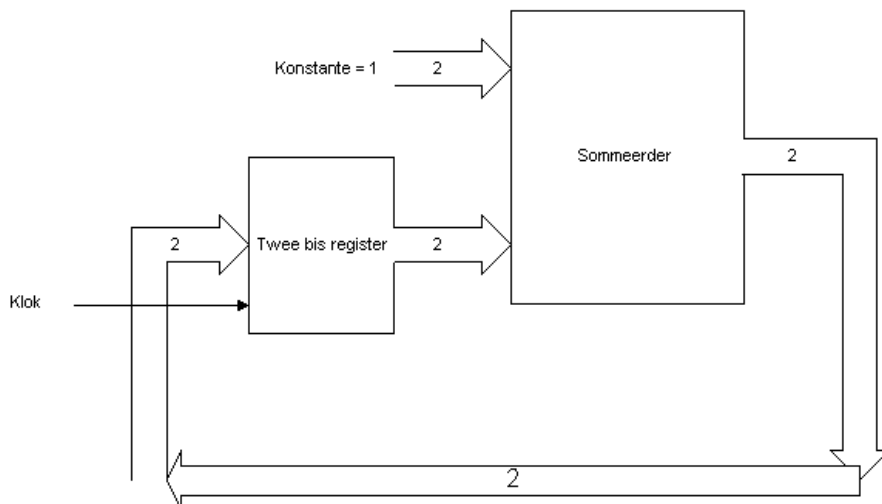 Konstante = 1
2
Sommeerder
2
2
Twee bis register
2
Klok
2